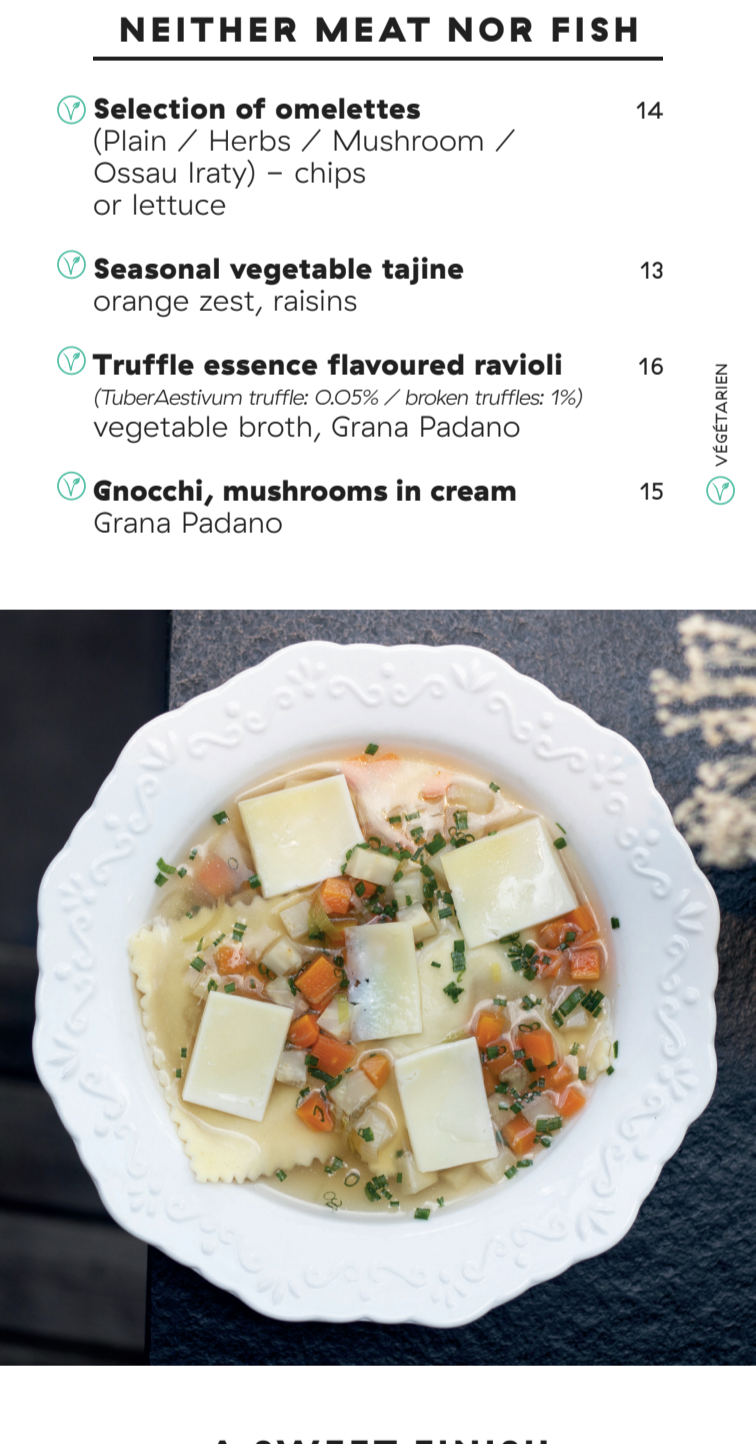 NEITHER MEAT NOR FISH
Selection of omelettes 14
(Plain / Herbs / Mushroom /
Ossau Iraty) – chips
or lettuce
Seasonal vegetable tajine 13
orange zest, raisins
Truffle essence flavoured ravioli 16
(TuberAestivum truffle: 0.05% / broken truffles: 1%)
vegetable broth, Grana Padano
Gnocchi, mushrooms in cream 15
Grana Padano
VÉGÉTARIEN
A SWEET FINISH